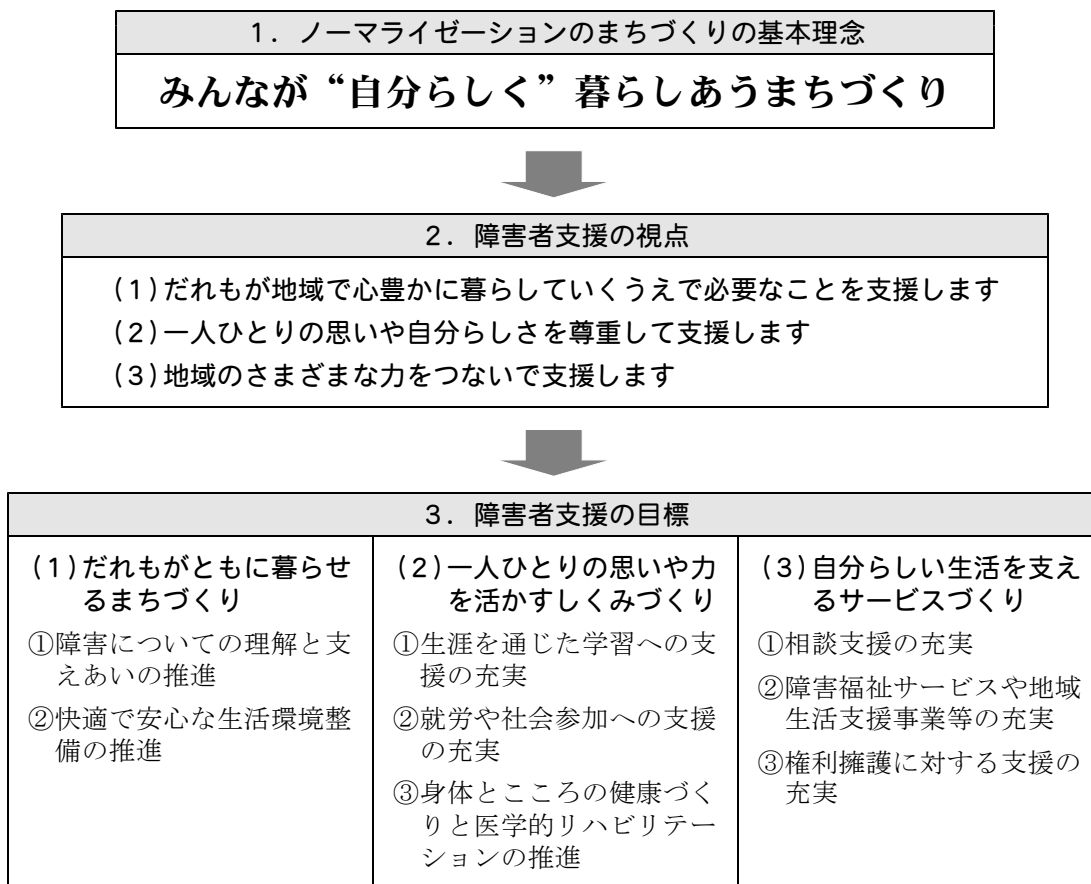 1．ノーマライゼーションのまちづくりの基本理念
みんなが“自分らしく”暮らしあうまちづくり
2．障害者支援の視点
(1)だれもが地域で心豊かに暮らしていくうえで必要なことを支援します
(2)一人ひとりの思いや自分らしさを尊重して支援します
(3)地域のさまざまな力をつないで支援します
3．障害者支援の目標
(1)だれもがともに暮らせ
るまちづくり
①障害についての理解と支
えあいの推進
②快適で安心な生活環境整
備の推進
(2)一人ひとりの思いや力
を活かすしくみづくり
①生涯を通じた学習への支
援の充実
②就労や社会参加への支援
の充実
③身体とこころの健康づく
りと医学的リハビリテー
ションの推進
(3)自分らしい生活を支え
るサービスづくり
①相談支援の充実
②障害福祉サービスや地域
生活支援事業等の充実
③権利擁護に対する支援の
充実